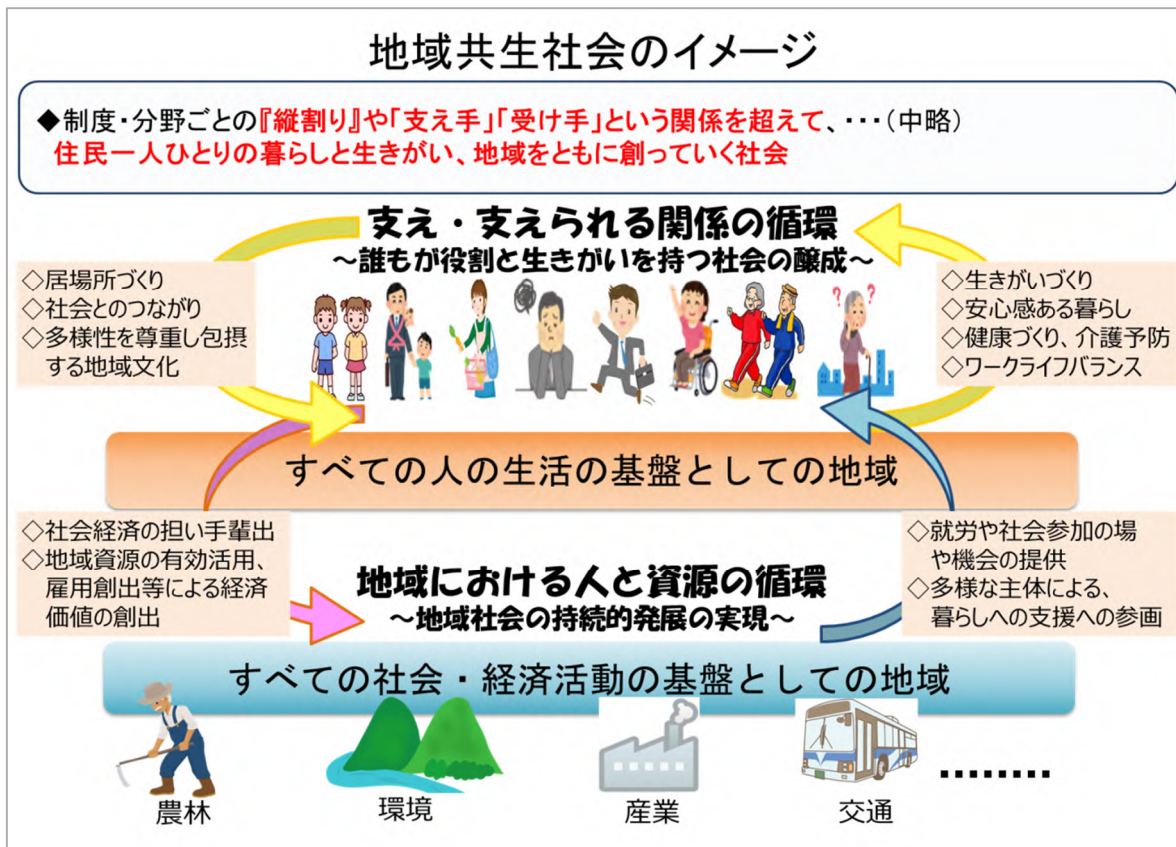 地域共生社会のイメージ
◆制度・分野ごとの『縦割り』や「支え手」「受け手」という関係を超えて、・・・(中略)
住民一人ひとりの暮らしと生きがい、地域をともに創っていく社会
支え・支えられる関係の循環
～誰もが役割と生きがいを持つ社会の醸成～
◇居場所づくり
◇社会とのつながり
◇多様性を尊重し包摂
する地域文化
◇生きがいづくり
◇安心感ある暮らし
◇健康づくり、介護予防
◇ワークライフバランス
? ?
すべての人の生活の基盤としての地域
◇社会経済の担い手輩出
◇地域資源の有効活用、
雇用創出等による経済
価値の創出
地域における人と資源の循環
～地域社会の持続的発展の実現～
◇就労や社会参加の場
や機会の提供
◇多様な主体による、
暮らしへの支援への参画
すべての社会・経済活動の基盤としての地域
農林
環境
産業
交通
………